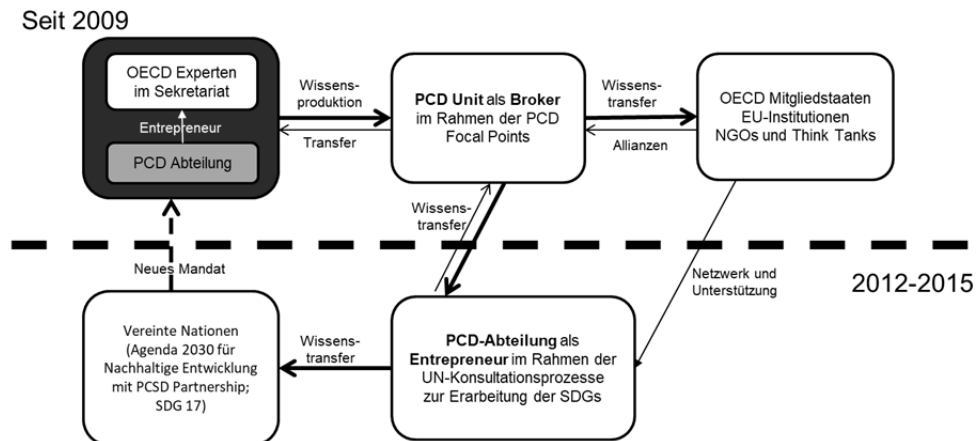 Seit 2009
OECD Experten
im Sekretariat
Entrepreneur
PCD Abteilung
Wissens-
produktion
Transfer
PCD Unit als Broker
im Rahmen der PCD
Focal Points
Wissens-
transfer
Allianzen
OECD Mitgliedstaaten
EU-Institutionen
NGOs und Think Tanks
Wissens-
transfer
Neues Mandat
Netzwerk und
Unterstützung
2012-2015
Vereinte Nationen
(Agenda 2030 für
Nachhaltige Entwicklung
mit PCSD Partnership;
SDG 17)
Wissens-
transfer
PCD-Abteilung als
Entrepreneur im Rahmen der
UN-Konsultationsprozesse
zur Erarbeitung der SDGs